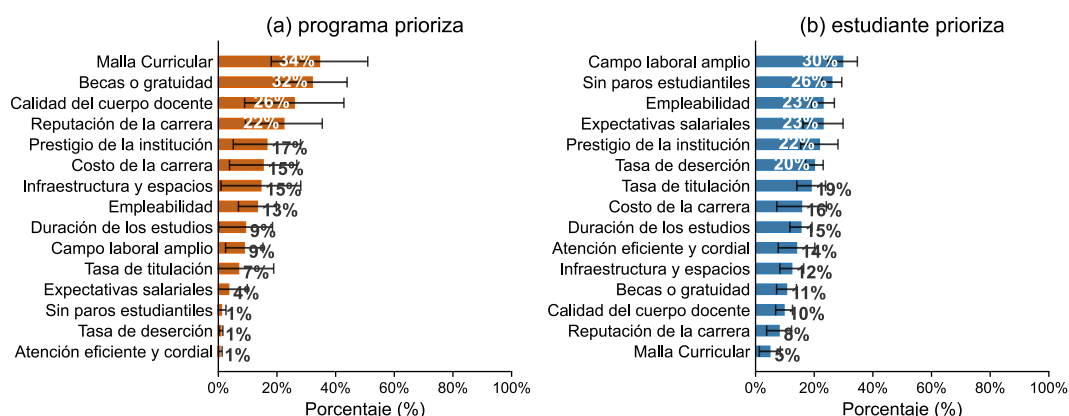 (a) programa prioriza
Malla Curricular 34%
Becas o gratuidad 32%
Calidad del cuerpo docente 26%
Reputación de la carrera 22%
Prestigio de la institución 17%
Costo de la carrera 15%
Infraestructura y espacios 15%
Empleabilidad 13%
Duración de los estudios 9%
Campo laboral amplio 9%
Tasa de titulación 7%
Expectativas salariales 4%
Sin paros estudiantiles 1%
Tasa de deserción 1%
Atención eficiente y cordial 1%
0% 20% 40% 60% 80% 100%
Porcentaje (%)
(b) estudiante prioriza
Campo laboral amplio 30%
Sin paros estudiantiles 26%
Empleabilidad 23%
Expectativas salariales 23%
Prestigio de la institución 22%
Tasa de deserción 20%
Tasa de titulación 19%
Costo de la carrera 16%
Duración de los estudios 15%
Atención eficiente y cordial 14%
Infraestructura y espacios 12%
Becas o gratuidad 11%
Calidad del cuerpo docente 10%
Reputación de la carrera 8%
Malla Curricular 5%
0% 20% 40% 60% 80% 100%
Porcentaje (%)